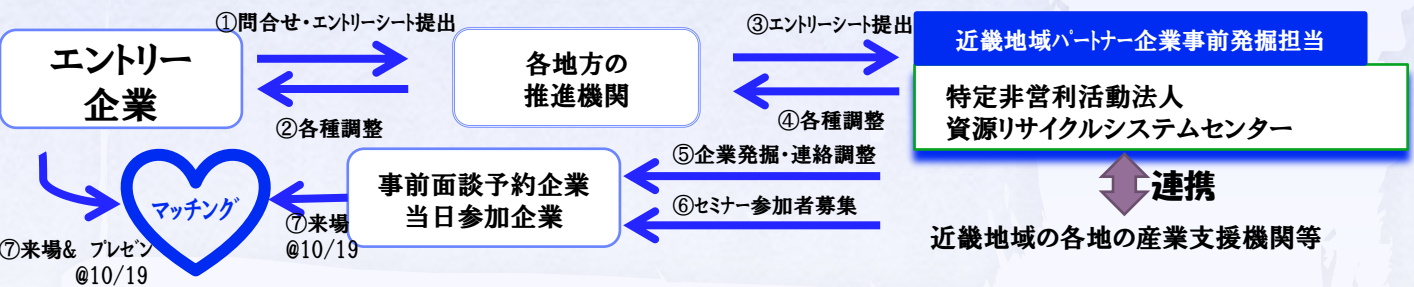 ①問合せ・エントリーシート提出
③エントリーシート提出
エントリー
企業
各地方の
推進機関
近畿地域パートナー企業事前発掘担当
特定非営利活動法人
資源リサイクルシステムセンター
②各種調整
④各種調整
⑤企業発掘・連絡調整
⑥セミナー参加者募集
連携
近畿地域の各地の産業支援機関等
事前面談予約企業
当日参加企業
マッチング
⑦来場
@10/19
⑦来場& プレゼン
@10/19